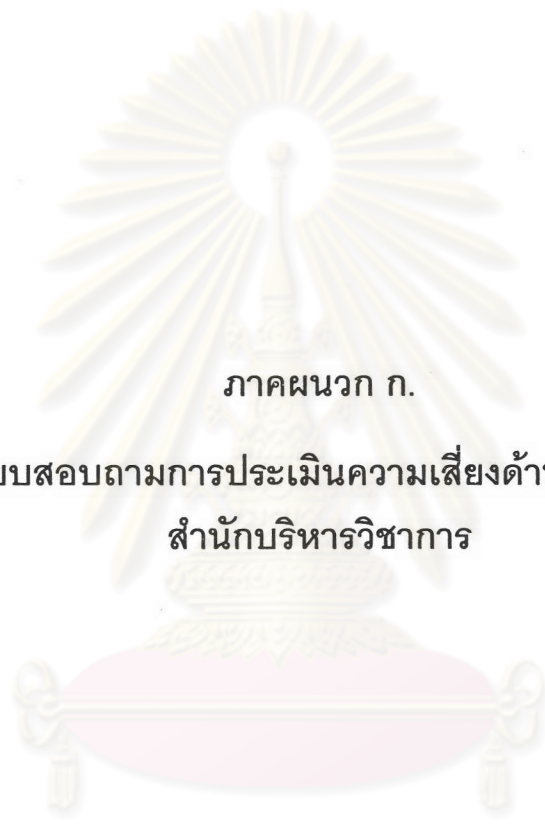 ภาคผนวก ก.
บสอบถามการประเมินความเสี่ยงด้า
สำนักบริหารวิชาการ